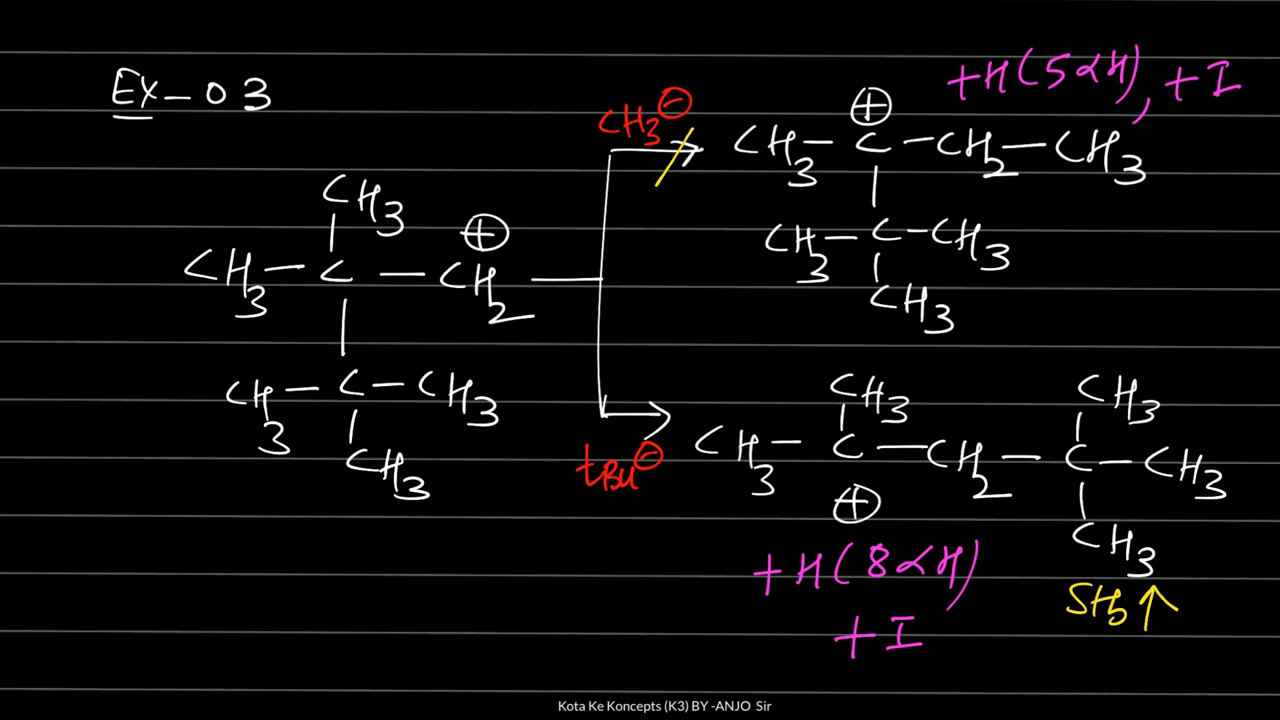 EX-03
CH3⊖
+H(5αH), +I
⊕
CH3-C-CH2-CH3
CH3-C-CH3
CH3
CH3
⊕
CH3-C-CH2
CH3-C-CH3
CH3
tBu⊖
CH3 CH3
CH3-C-CH2-C-CH3
⊕
CH3
+H(8αH)
+I
Stb↑
Kota Ke Koncepts (K3) BY -ANJO Sir